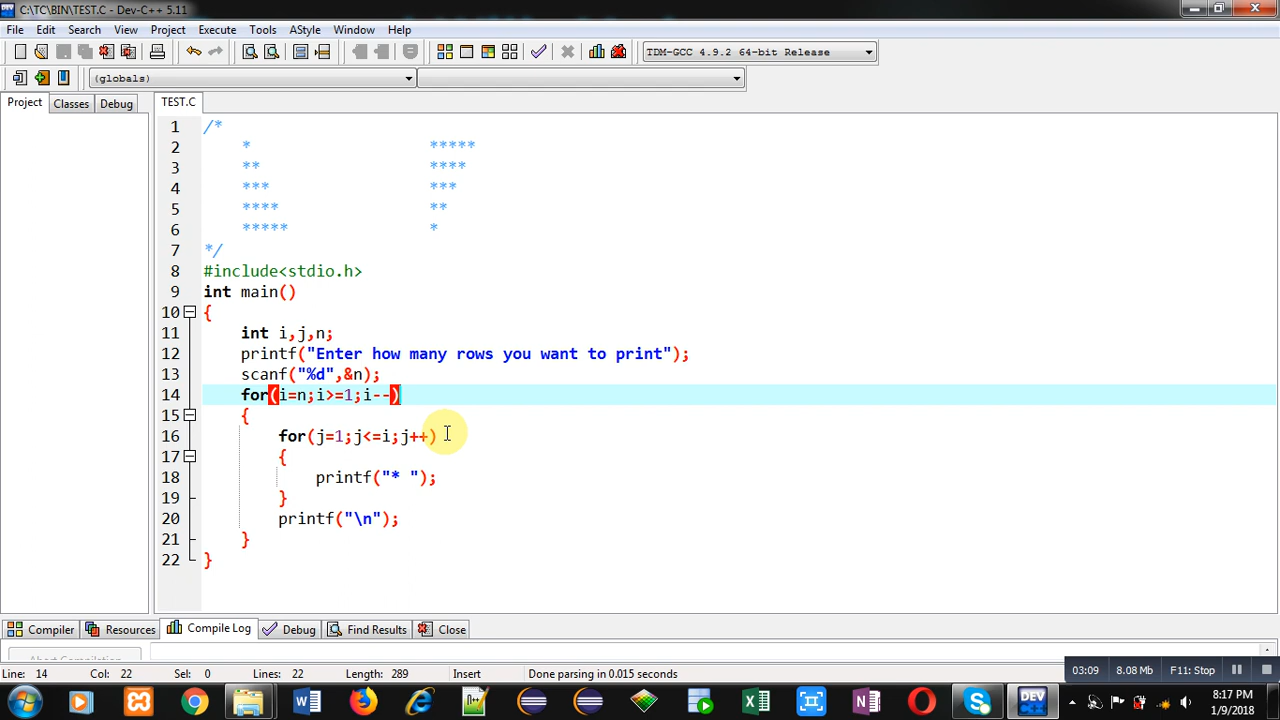 C:\TC\BIN\TEST.C - Dev-C++ 5.11
File Edit Search View Project Execute Tools AStyle Window Help
TDM-GCC 4.9.2 64-bit Release
(globals)
Project Classes Debug TEST.C
1 /*
2 * *****
3 ** ****
4 *** ***
5 **** **
6 ***** *
7 */
8 #include<stdio.h>
9 int main()
10 {
11 int i,j,n;
12 printf("Enter how many rows you want to print");
13 scanf("%d",&n);
14 for(i=n;i>=1;i--)
15 {
16 for(j=1;j<=i;j++)
17 {
18 printf("* ");
19 }
20 printf("\n");
21 }
22 }
Compiler Resources Compile Log Debug Find Results Close
Abort Compilation
Line: 14 Col: 22 Sel: 0 Lines: 22 Length: 289 Insert Done parsing in 0.015 seconds
03:09 8.08 Mb F11: Stop
8:17 PM
1/9/2018